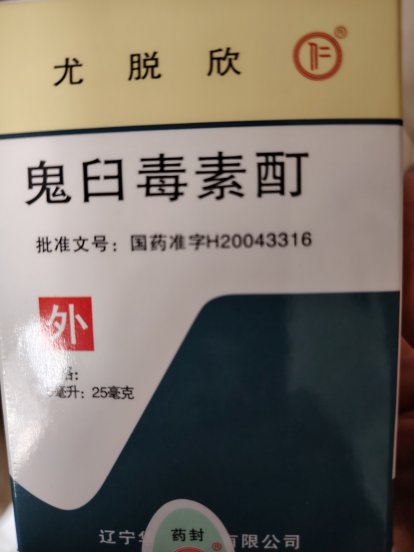 尤脱欣
仁
®
鬼臼毒素酊
批准文号：国药准字H20043316
外
毫升：25毫克
辽宁
药封
®
有限公司